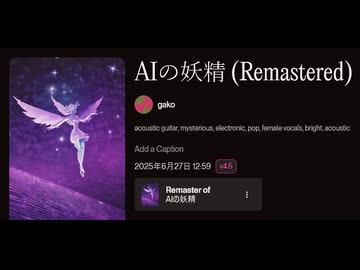 AIの妖精 (Remastered)
gako
acoustic guitar, mysterious, electronic, pop, female vocals, bright, acoustic
Add a Caption
2025年6月27日 12:59 v4.5
Remaster of
AIの妖精